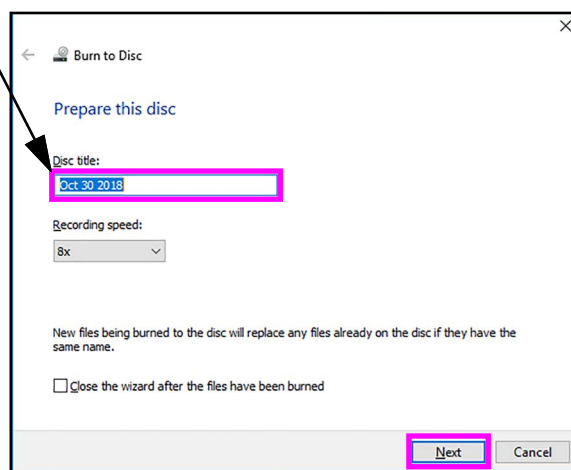 Burn to Disc
Prepare this disc
Disc title:
Oct 30 2018
Recording speed:
8x
New files being burned to the disc will replace any files already on the disc if they have the
same name.
Close the wizard after the files have been burned
Next
Cancel